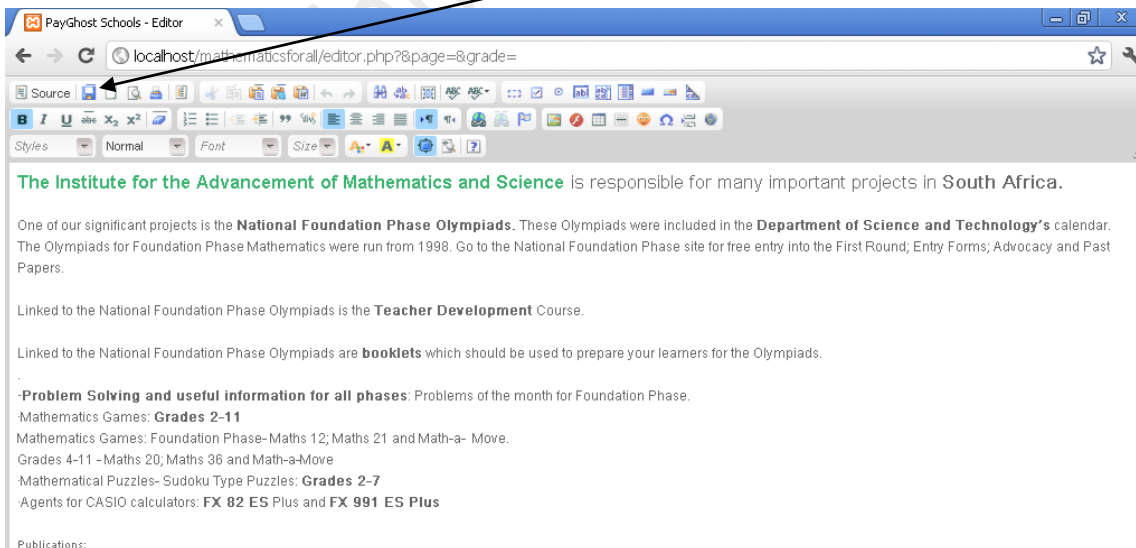 PayGhost Schools - Editor
localhost/mathematicsforall/editor.php?&page=&grade=
Source ABC ABC
B I U abc X₂ X²
Styles Normal Font Size A A
The Institute for the Advancement of Mathematics and Science is responsible for many important projects in South Africa.
One of our significant projects is the National Foundation Phase Olympiads. These Olympiads were included in the Department of Science and Technology's calendar.
The Olympiads for Foundation Phase Mathematics were run from 1998. Go to the National Foundation Phase site for free entry into the First Round; Entry Forms; Advocacy and Past
Papers.
Linked to the National Foundation Phase Olympiads is the Teacher Development Course.
Linked to the National Foundation Phase Olympiads are booklets which should be used to prepare your learners for the Olympiads.
.
·Problem Solving and useful information for all phases: Problems of the month for Foundation Phase.
·Mathematics Games: Grades 2-11
Mathematics Games: Foundation Phase- Maths 12; Maths 21 and Math-a- Move.
Grades 4-11 - Maths 20; Maths 36 and Math-a-Move
·Mathematical Puzzles- Sudoku Type Puzzles: Grades 2-7
·Agents for CASIO calculators: FX 82 ES Plus and FX 991 ES Plus
Publications: